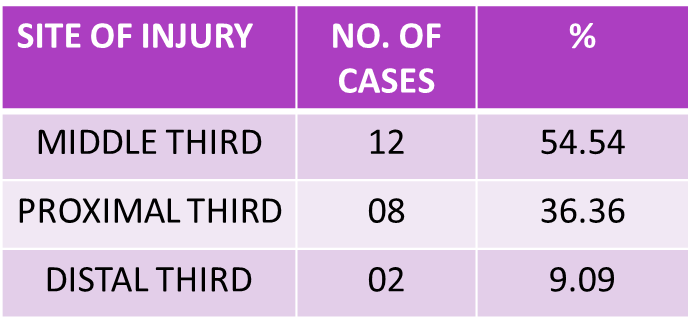 SITE OF INJURY NO. OF CASES %
MIDDLE THIRD 12 54.54
PROXIMAL THIRD 08 36.36
DISTAL THIRD 02 9.09